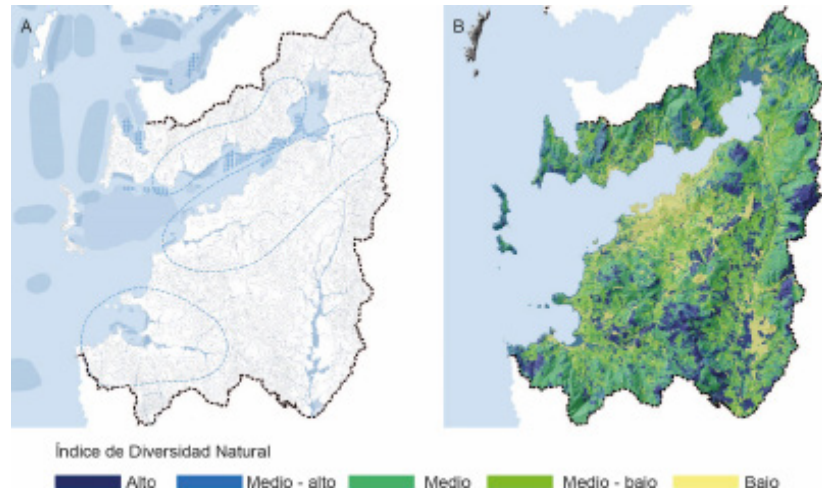 A
B
Índice de Diversidad Natural
Alto Medio - alto Medio Medio - bajo Bajo